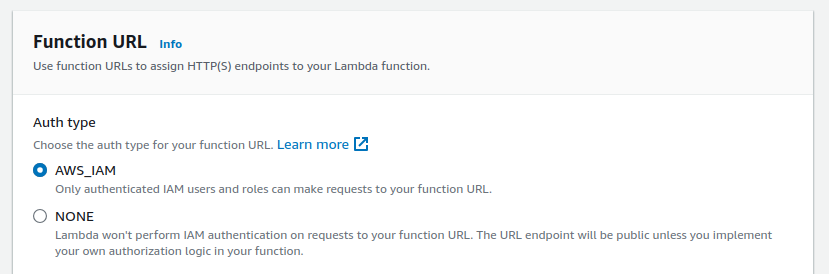 Function URL Info
Use function URLs to assign HTTP(S) endpoints to your Lambda function.
Auth type
Choose the auth type for your function URL. Learn more
AWS_IAM
Only authenticated IAM users and roles can make requests to your function URL.
NONE
Lambda won't perform IAM authentication on requests to your function URL. The URL endpoint will be public unless you implement
your own authorization logic in your function.